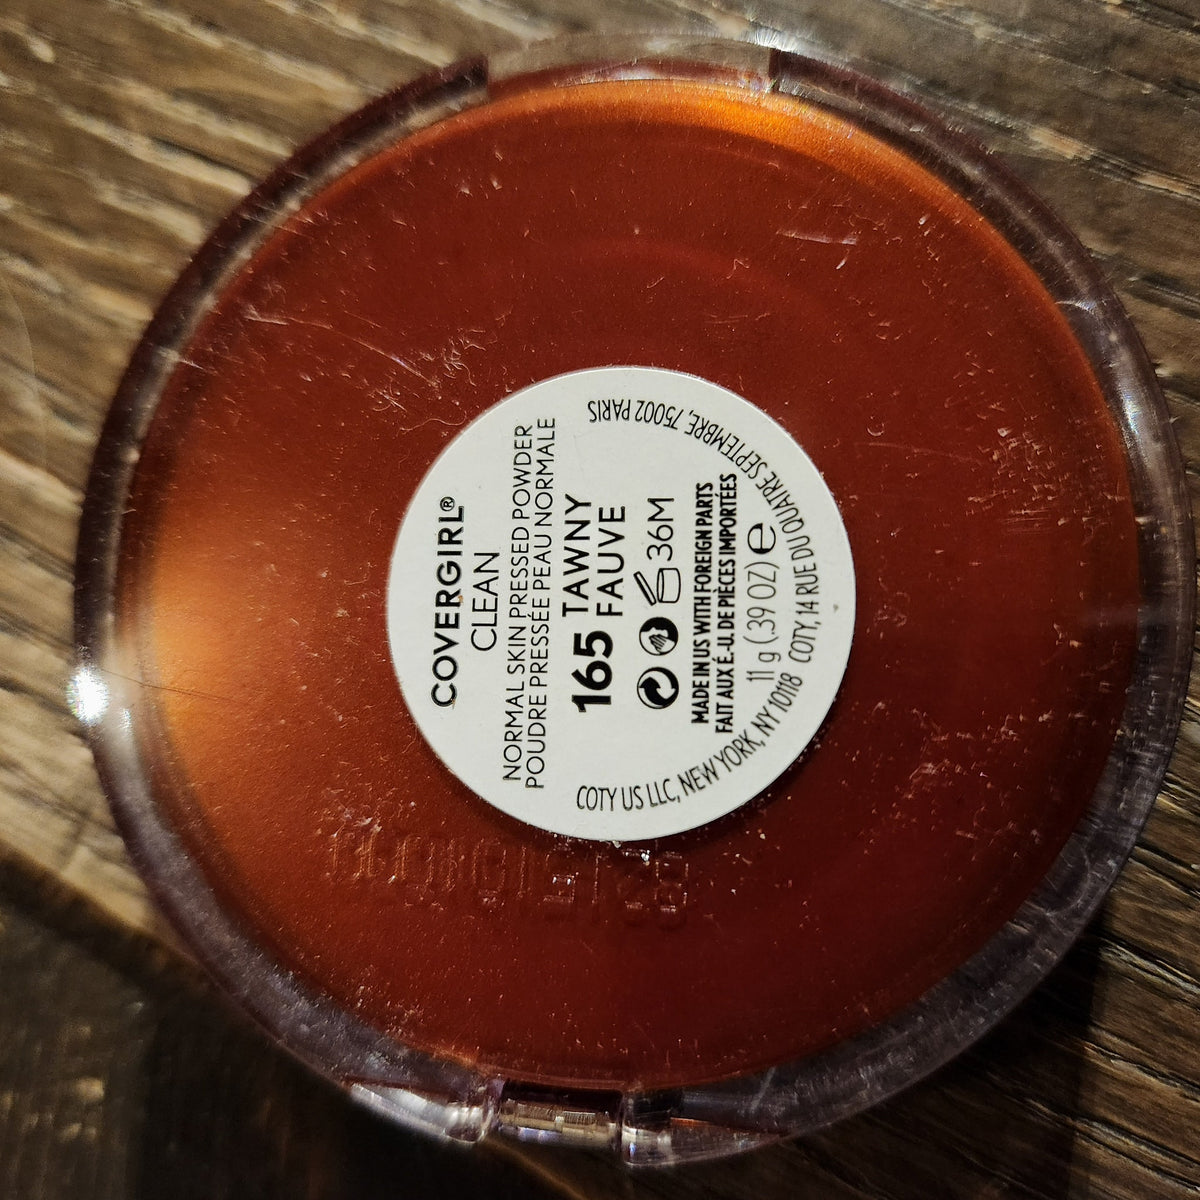 COVERGIRL®
CLEAN
NORMAL SKIN PRESSED POWDER
POUDRE PRESSÉE PEAU NORMALE
165 TAWNY
FAUVE
36M
MADE IN US WITH FOREIGN PARTS
FAIT AUX É.-U. DE PIÈCES IMPORTÉES
11 g (.39 OZ) ℮
COTY US LLC, NEW YORK, NY 10118 COTY, 14 RUE DU QUATRE SEPTEMBRE, 75002 PARIS